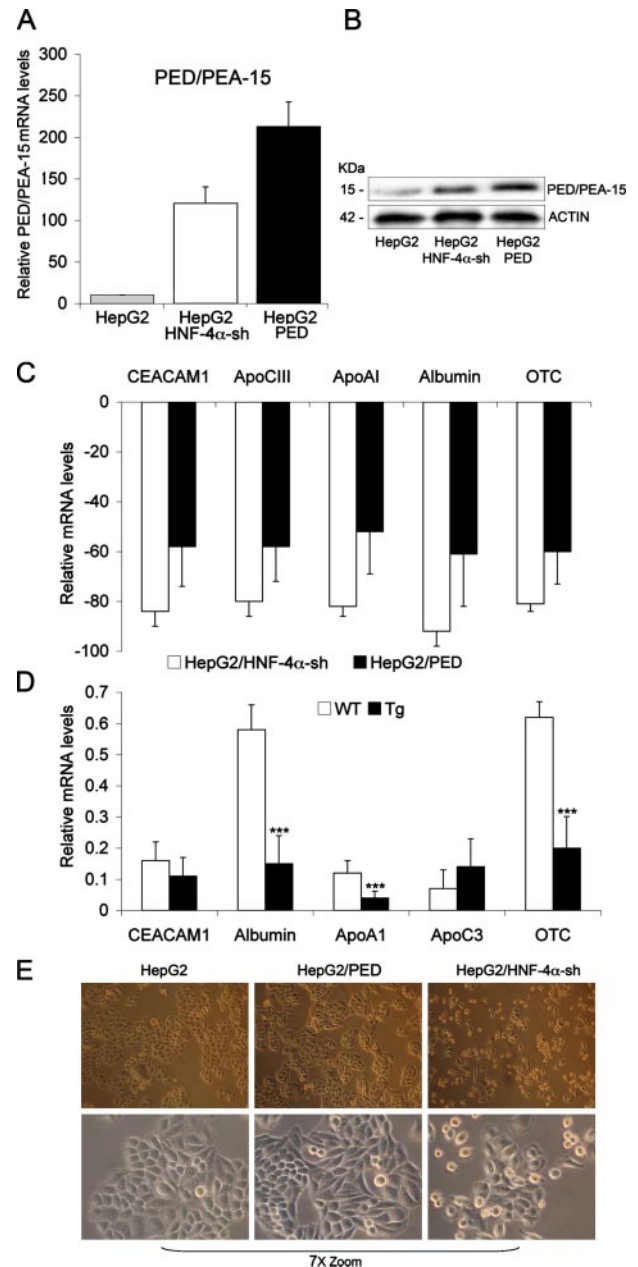 A
B
300
250
200
150
100
50
0
Relative PED/PEA-15 mRNA levels
PED/PEA-15
HepG2
HepG2
HNF-4α-sh
HepG2
PED
KDa
15 -
PED/PEA-15
42 -
ACTIN
HepG2
HepG2
HNF-4α-sh
HepG2
PED
C
CEACAM1 ApoCIII ApoAI Albumin OTC
0
-20
-40
-60
-80
-100
Relative mRNA levels
HepG2/HNF-4α-sh HepG2/PED
D
0.7
0.6
0.5
0.4
0.3
0.2
0.1
0
Relative mRNA levels
WT Tg
***
***
***
CEACAM1 Albumin ApoA1 ApoC3 OTC
E
HepG2 HepG2/PED HepG2/HNF-4α-sh
7X Zoom